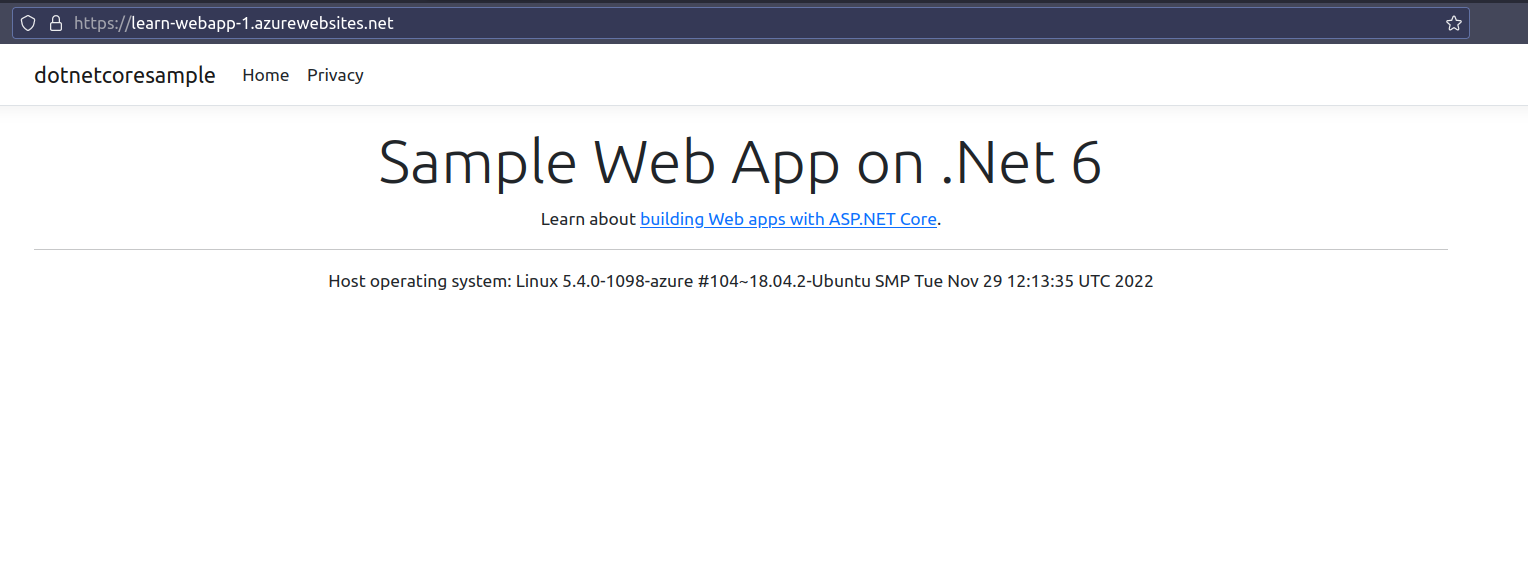 https://learn-webapp-1.azurewebsites.net
dotnetcoresample Home Privacy
Sample Web App on .Net 6
Learn about building Web apps with ASP.NET Core.
Host operating system: Linux 5.4.0-1098-azure #104~18.04.2-Ubuntu SMP Tue Nov 29 12:13:35 UTC 2022